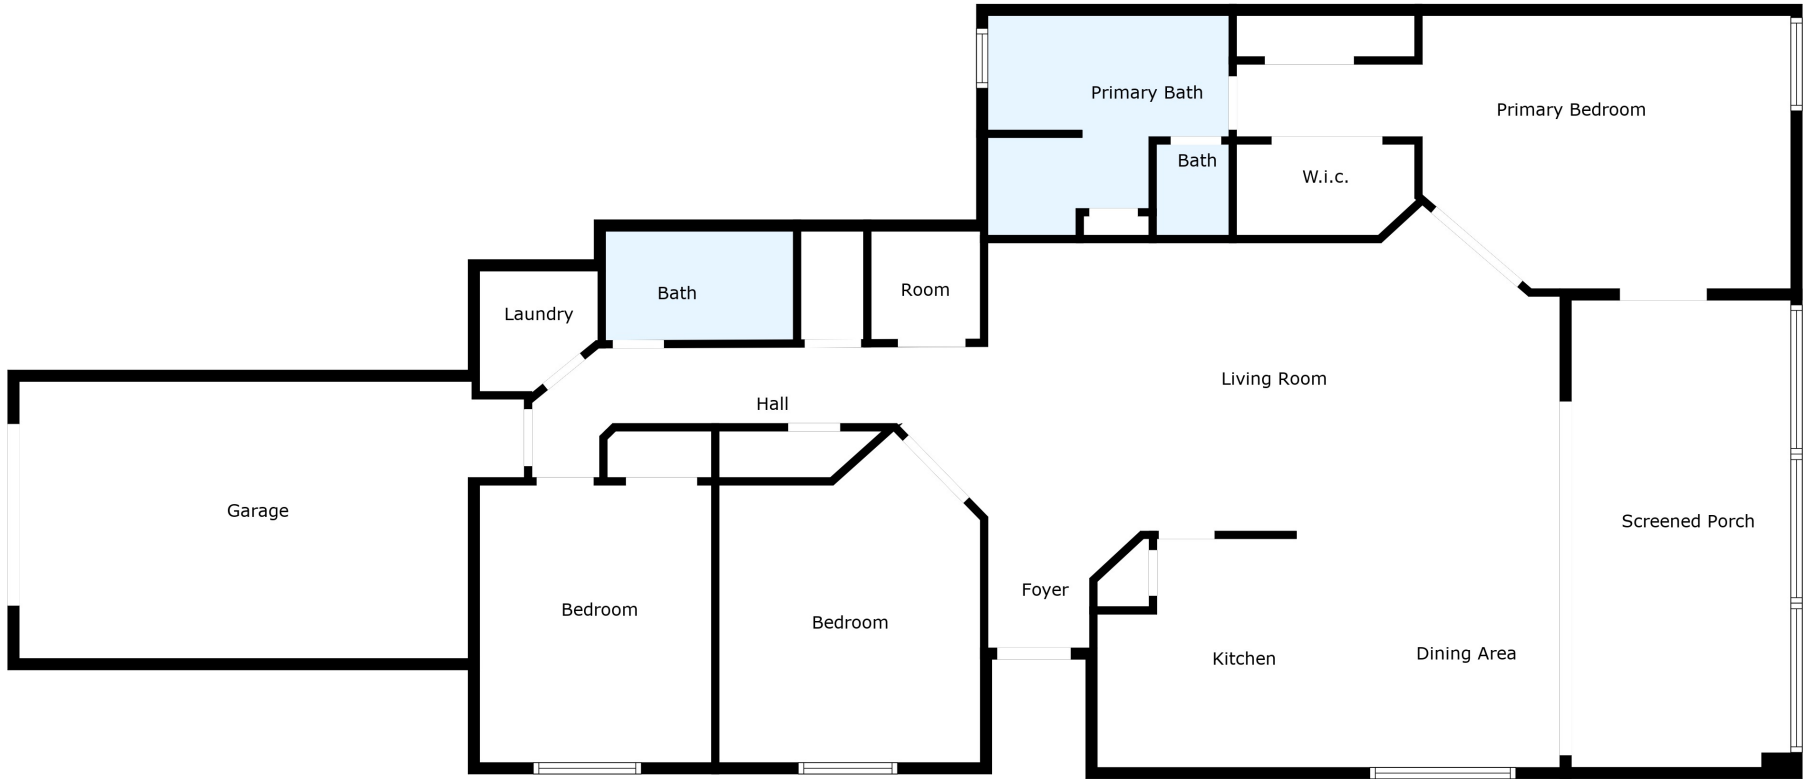 Primary Bath
Primary Bedroom
Bath
W.i.c.
Bath
Room
Laundry
Living Room
Hall
Garage
Screened Porch
Foyer
Bedroom
Bedroom
Kitchen
Dining Area